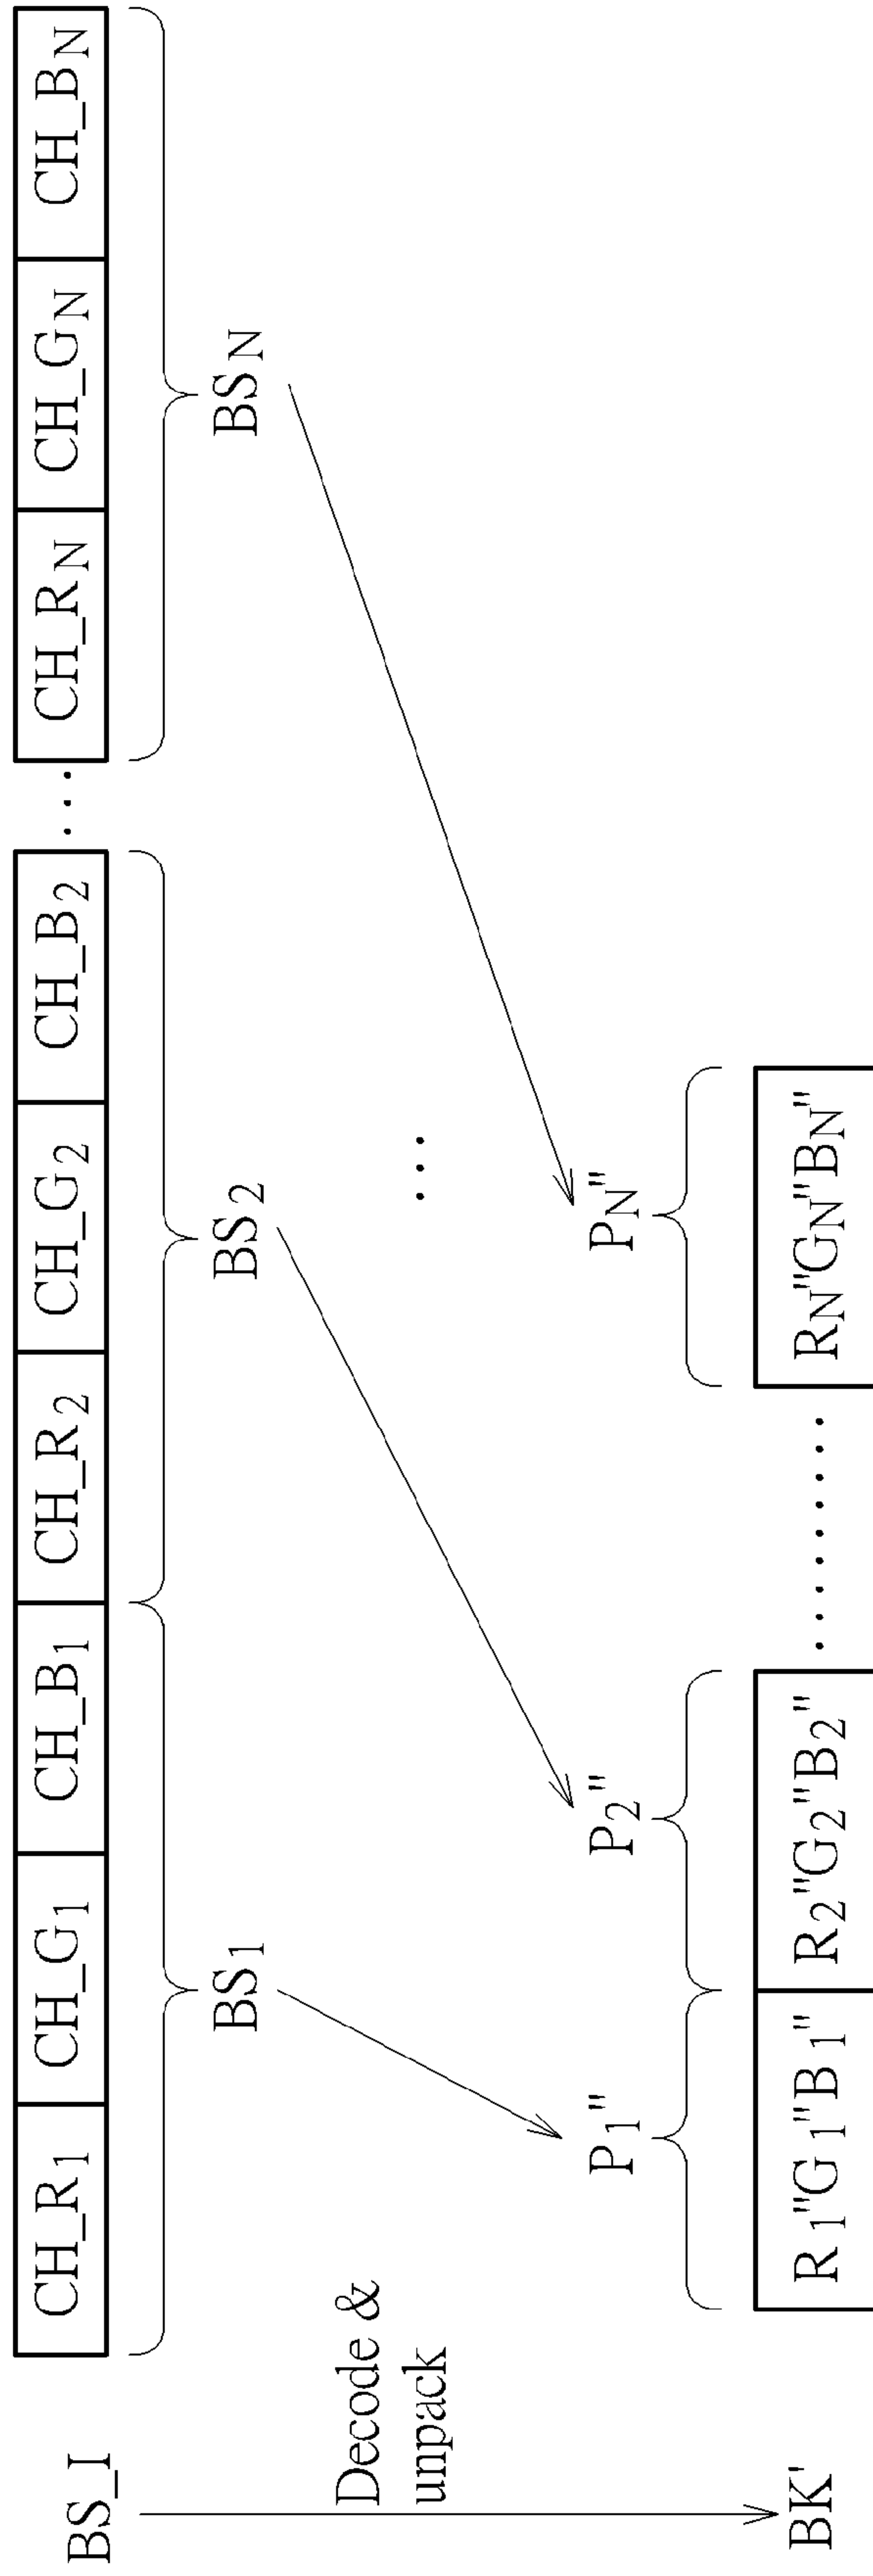 BS_I CH_R1 CH_G1 CH_B1 CH_R2 CH_G2 CH_B2 ... CH_RN CH_GN CH_BN
BS1 BS2 BSN
Decode &
unpack
...
P1" P2" PN"
BK' R1"G1"B1" R2"G2"B2" ......... RN"GN"BN"